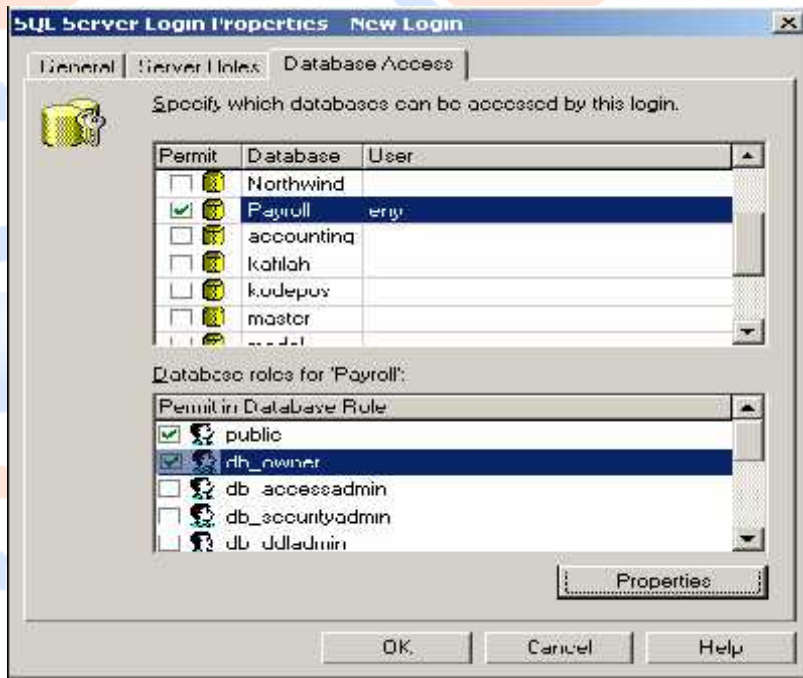 SQL Server Login Properties - New Login
General Server Roles Database Access
Specify which databases can be accessed by this login.
Permit Database User
Northwind
Payroll eny
accounting
kafilah
kodepos
master
model
Database roles for 'Payroll':
Permit in Database Role
public
db_owner
db_accessadmin
db_securityadmin
db_ddladmin
Properties
OK Cancel Help